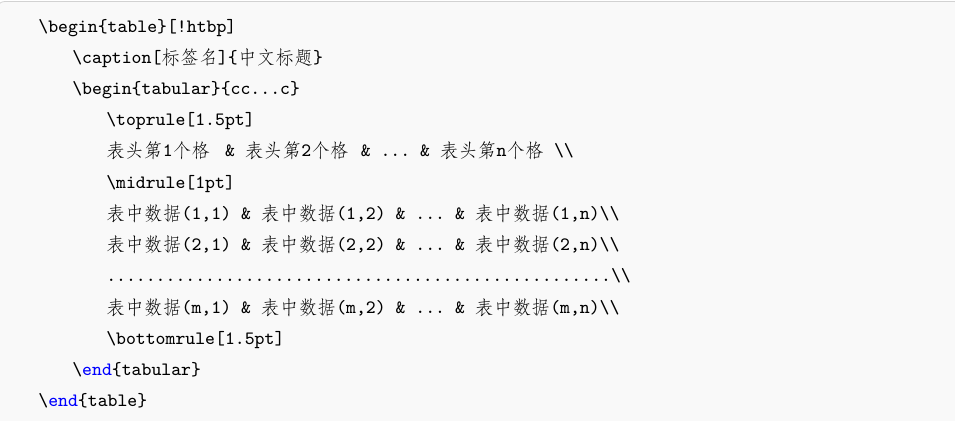 \begin{table}[!htbp]
\caption[标签名]{中文标题}
\begin{tabular}{cc...c}
\toprule[1.5pt]
表头第1个格 & 表头第2个格 & ... & 表头第n个格 \\
\midrule[1pt]
表中数据(1,1) & 表中数据(1,2) & ... & 表中数据(1,n)\\
表中数据(2,1) & 表中数据(2,2) & ... & 表中数据(2,n)\\
...................................................\\
表中数据(m,1) & 表中数据(m,2) & ... & 表中数据(m,n)\\
\bottomrule[1.5pt]
\end{tabular}
\end{table}